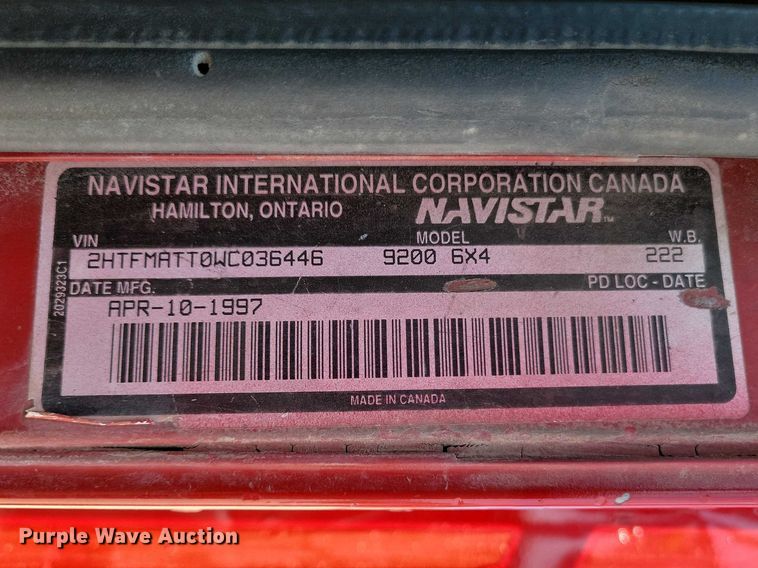 NAVISTAR INTERNATIONAL CORPORATION CANADA
HAMILTON, ONTARIO NAVISTAR™
VIN MODEL W.B.
2HTFMATT0WC036446 9200 6X4 222
DATE MFG. PD LOC - DATE
APR-10-1997
MADE IN CANADA
2029323C1
Purple Wave Auction